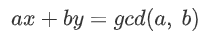 ax + by = gcd(a, b)